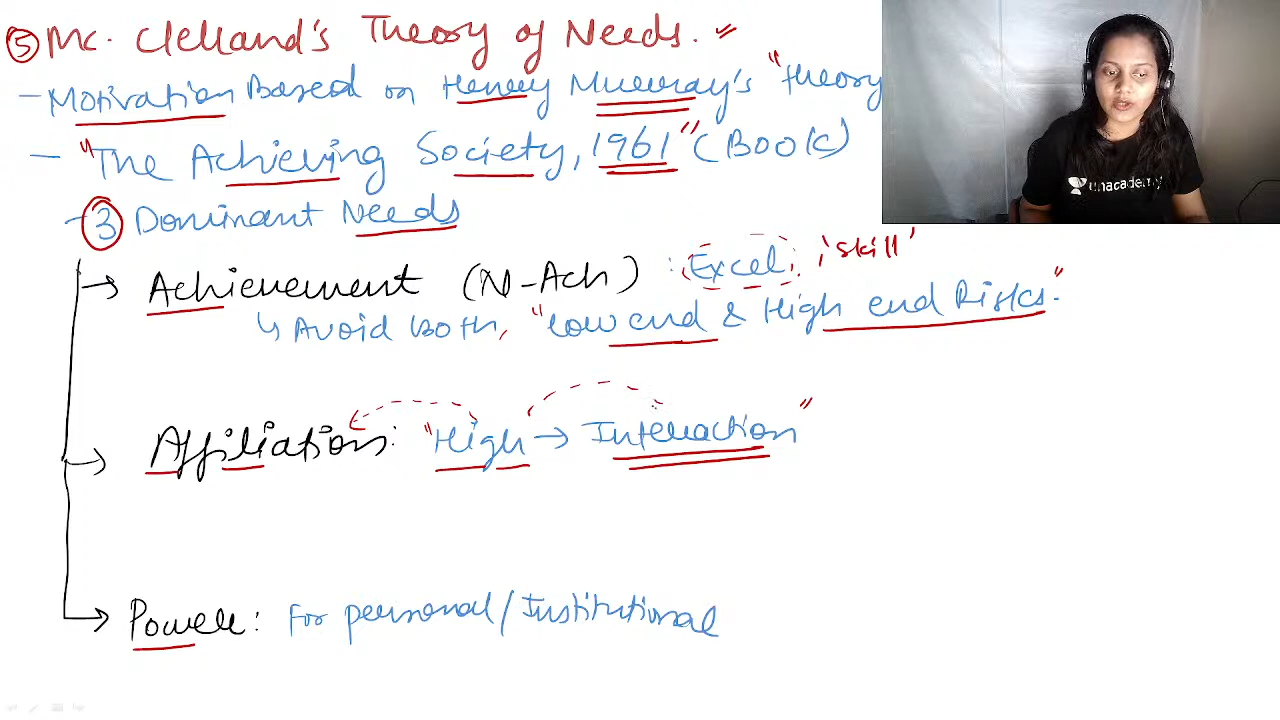 ⑤ Mc. Clelland's Theory of Needs.
- Motivation Based on Henry Murray's "theory
- "The Achieving Society, 1961" (Book)
- 3 Dominant Needs
→ Achievement (N-Ach) : Excel, 'skill'
↳ Avoid Both, "low end & High end Risks."
→ Affiliation: "High → Interaction"
→ Power: For personal/Institutional
unacademy